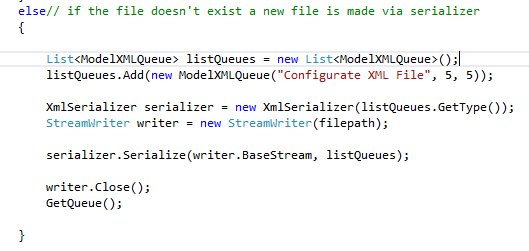 else// if the file doesn't exist a new file is made via serializer
{
List<ModelXMLQueue> listQueues = new List<ModelXMLQueue>();
listQueues.Add(new ModelXMLQueue("Configurate XML File", 5, 5));
XmlSerializer serializer = new XmlSerializer(listQueues.GetType());
StreamWriter writer = new StreamWriter(filepath);
serializer.Serialize(writer.BaseStream, listQueues);
writer.Close();
GetQueue();
}